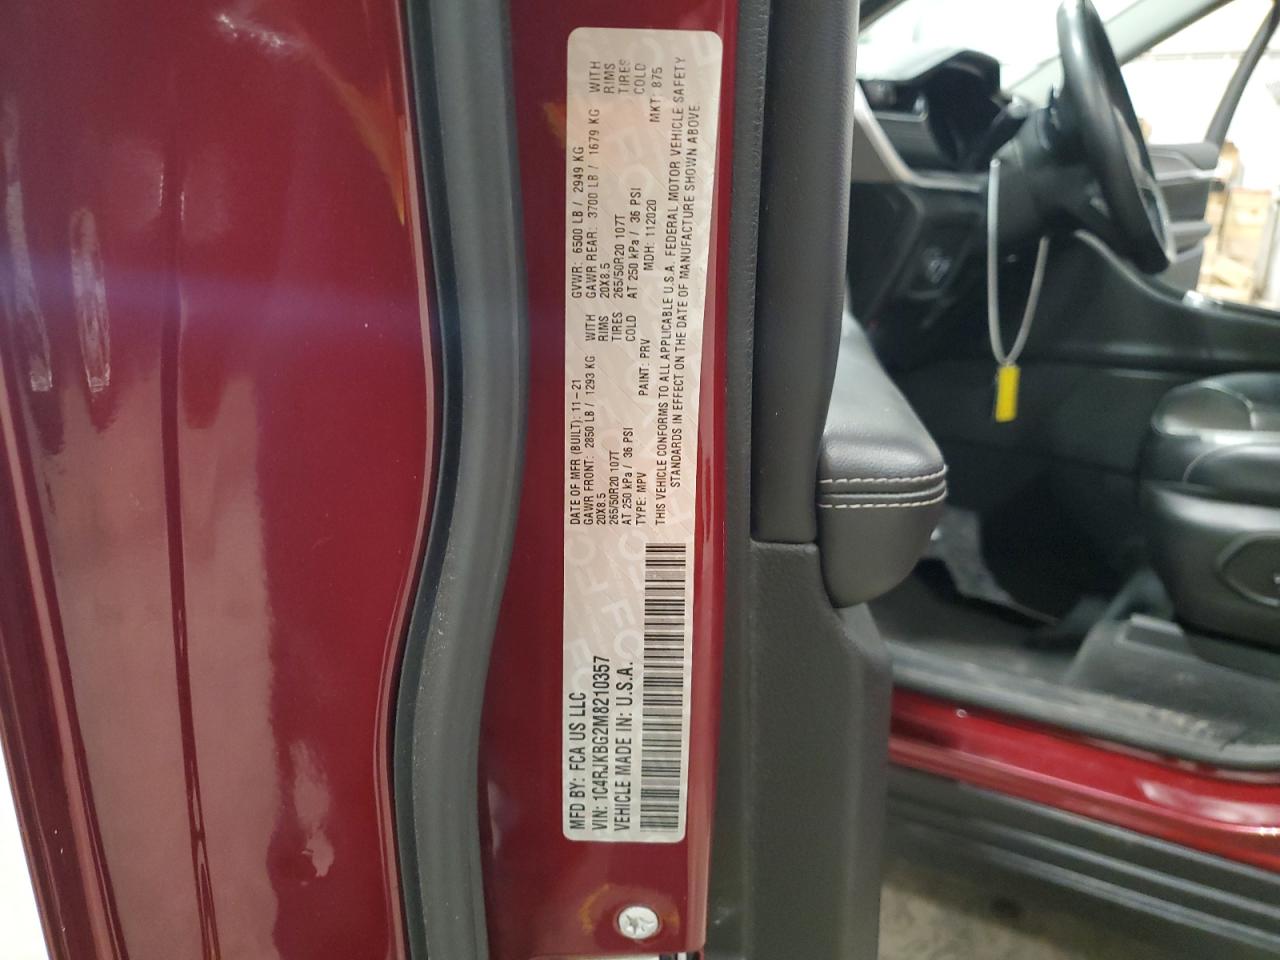 MFD BY: FCA US LLC
VIN: 1C4RJKBG2M8210357
VEHICLE MADE IN: U.S.A.
DATE OF MFR (BUILT): 11-21
GVWR: 6500 LB / 2949 KG
GAWR FRONT: 2850 LB / 1293 KG WITH
20X8.5 RIMS
265/50R20 107T TIRES
AT 250 kPa / 36 PSI COLD
GAWR REAR: 3700 LB / 1679 KG WITH
20X8.5 RIMS
265/50R20 107T TIRES
AT 250 kPa / 36 PSI COLD
TYPE: MPV PAINT: PRV MDH: 112020 MKT: 875
THIS VEHICLE CONFORMS TO ALL APPLICABLE U.S.A. FEDERAL MOTOR VEHICLE SAFETY
STANDARDS IN EFFECT ON THE DATE OF MANUFACTURE SHOWN ABOVE